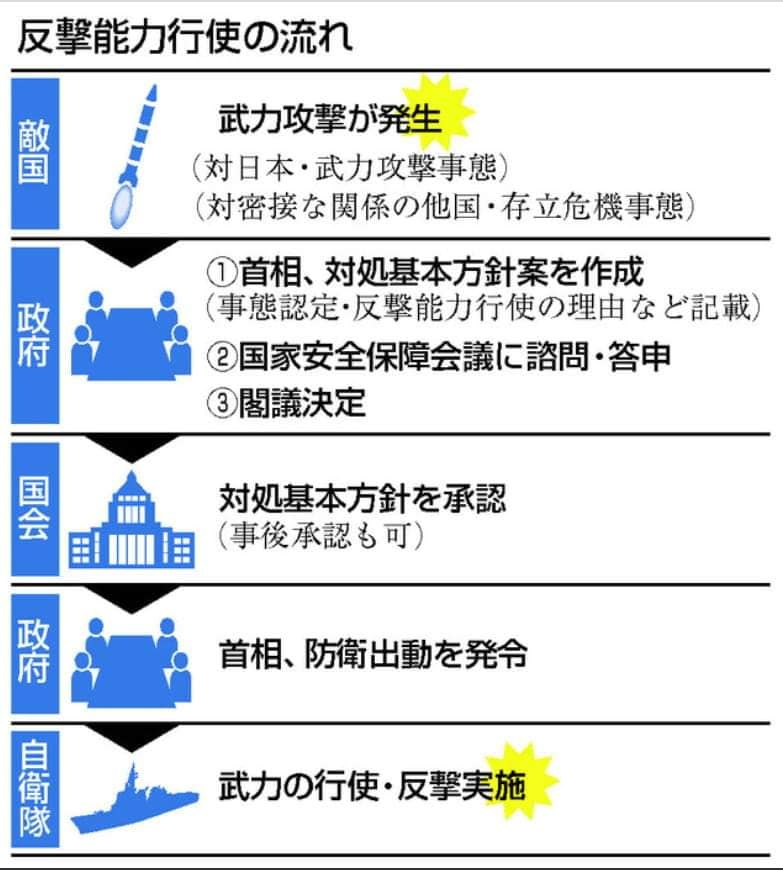 反撃能力行使の流れ
敵国
武力攻撃が発生
（対日本・武力攻撃事態）
（対密接な関係の他国・存立危機事態）
政府
①首相、対処基本方針案を作成
（事態認定・反撃能力行使の理由など記載）
②国家安全保障会議に諮問・答申
③閣議決定
国会
対処基本方針を承認
（事後承認も可）
政府
首相、防衛出動を発令
自衛隊
武力の行使・反撃実施